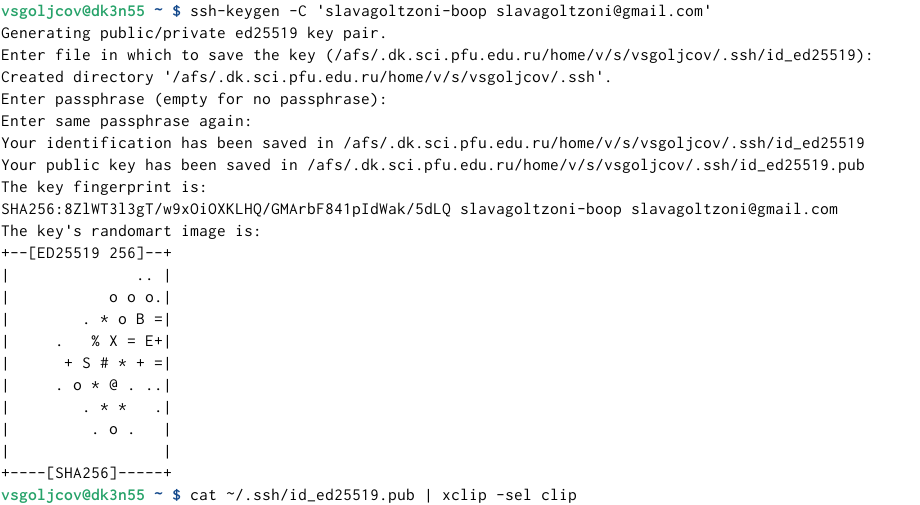 vsgoljcov@dk3n55 ~ $ ssh-keygen -C 'slavagoltzoni-boop slavagoltzoni@gmail.com'
Generating public/private ed25519 key pair.
Enter file in which to save the key (/afs/.dk.sci.pfu.edu.ru/home/v/s/vsgoljcov/.ssh/id_ed25519):
Created directory '/afs/.dk.sci.pfu.edu.ru/home/v/s/vsgoljcov/.ssh'.
Enter passphrase (empty for no passphrase):
Enter same passphrase again:
Your identification has been saved in /afs/.dk.sci.pfu.edu.ru/home/v/s/vsgoljcov/.ssh/id_ed25519
Your public key has been saved in /afs/.dk.sci.pfu.edu.ru/home/v/s/vsgoljcov/.ssh/id_ed25519.pub
The key fingerprint is:
SHA256:8ZlWT3l3gT/w9xOiOXKLHQ/GMArbF841pIdWak/5dLQ slavagoltzoni-boop slavagoltzoni@gmail.com
The key's randomart image is:
+--[ED25519 256]--+
|              .. |
|           o o o.|
|        . * o B =|
|     .   % X = E+|
|      + S # * + =|
|     . o * @ . ..|
|        . * *   .|
|         . o .   |
|                 |
+----[SHA256]-----+
vsgoljcov@dk3n55 ~ $ cat ~/.ssh/id_ed25519.pub | xclip -sel clip